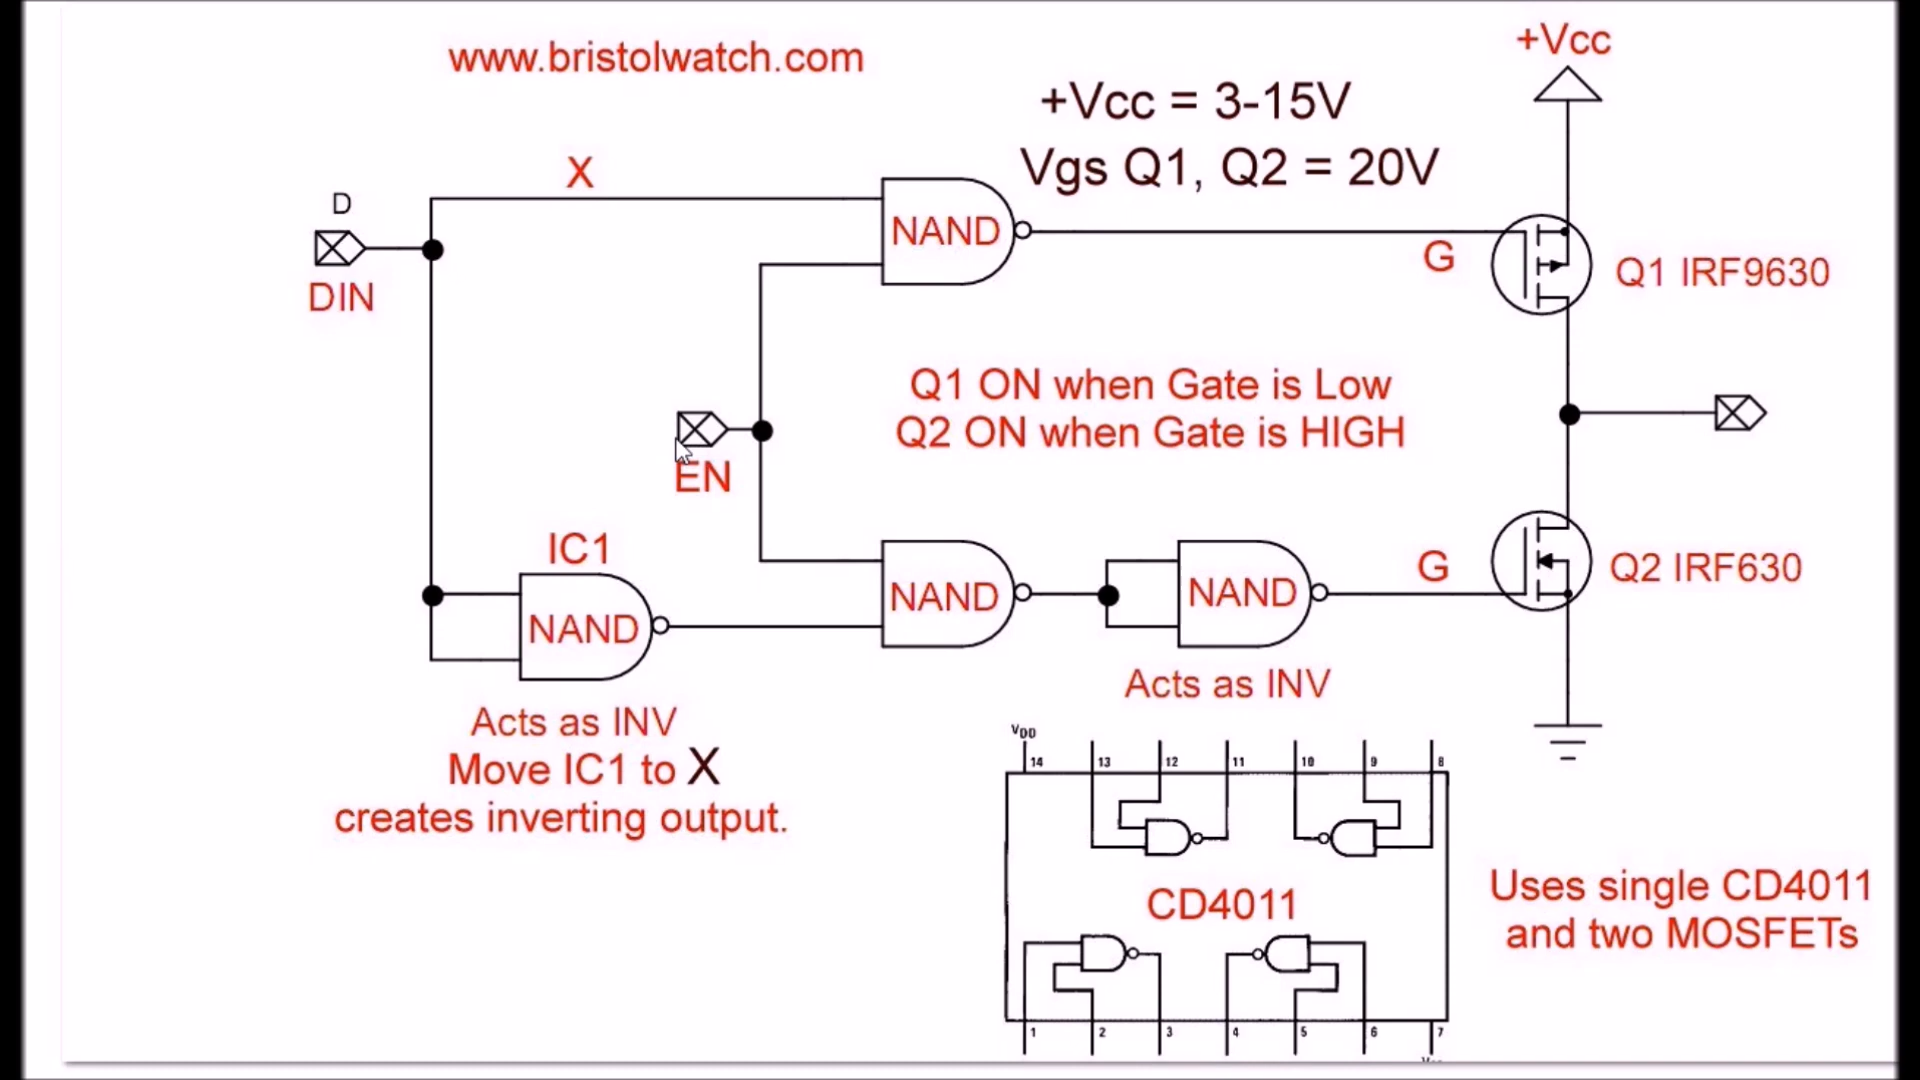 www.bristolwatch.com
+Vcc
+Vcc = 3-15V
Vgs Q1, Q2 = 20V
X
D
DIN
NAND
G
Q1 IRF9630
Q1 ON when Gate is Low
Q2 ON when Gate is HIGH
EN
IC1
NAND
NAND
NAND
G
Q2 IRF630
Acts as INV
Acts as INV
Move IC1 to X
creates inverting output.
VDD
14 13 12 11 10 9 8
CD4011
Uses single CD4011
and two MOSFETs
1 2 3 4 5 6 7